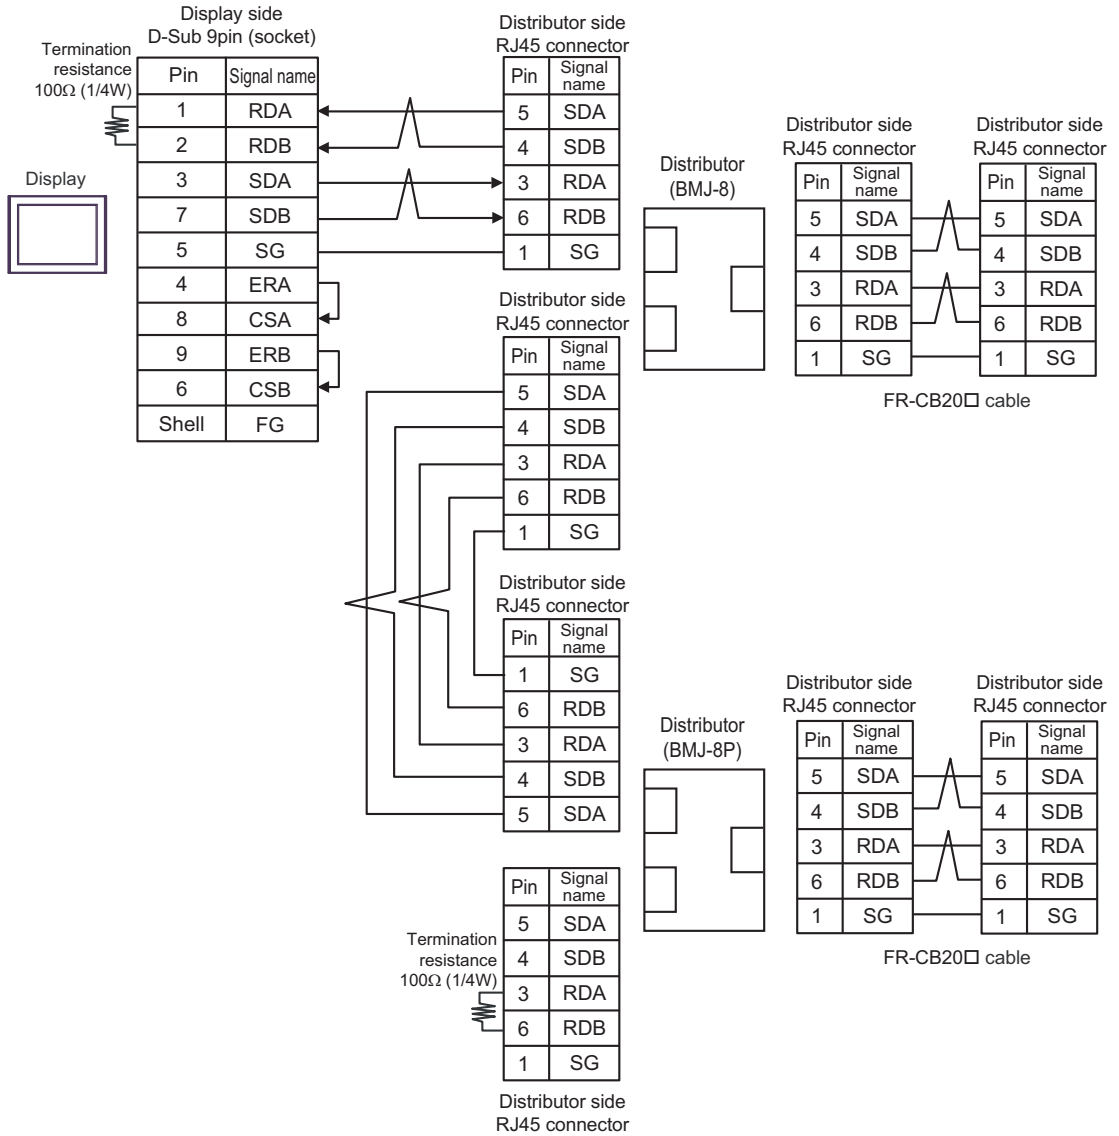 Display side
D-Sub 9pin (socket)
Termination
resistance
100Ω (1/4W)
Pin Signal name
1 RDA
2 RDB
3 SDA
7 SDB
5 SG
4 ERA
8 CSA
9 ERB
6 CSB
Shell FG
Display
Distributor side
RJ45 connector
Pin Signal
name
5 SDA
4 SDB
3 RDA
6 RDB
1 SG
Distributor
(BMJ-8)
Distributor side
RJ45 connector
Pin Signal
name
5 SDA
4 SDB
3 RDA
6 RDB
1 SG
Distributor side
RJ45 connector
Pin Signal
name
5 SDA
4 SDB
3 RDA
6 RDB
1 SG
FR-CB20□ cable
Distributor side
RJ45 connector
Pin Signal
name
5 SDA
4 SDB
3 RDA
6 RDB
1 SG
Distributor side
RJ45 connector
Pin Signal
name
1 SG
6 RDB
3 RDA
4 SDB
5 SDA
Distributor
(BMJ-8P)
Distributor side
RJ45 connector
Pin Signal
name
5 SDA
4 SDB
3 RDA
6 RDB
1 SG
Distributor side
RJ45 connector
Pin Signal
name
5 SDA
4 SDB
3 RDA
6 RDB
1 SG
FR-CB20□ cable
Termination
resistance
100Ω (1/4W)
Pin Signal
name
5 SDA
4 SDB
3 RDA
6 RDB
1 SG
Distributor side
RJ45 connector